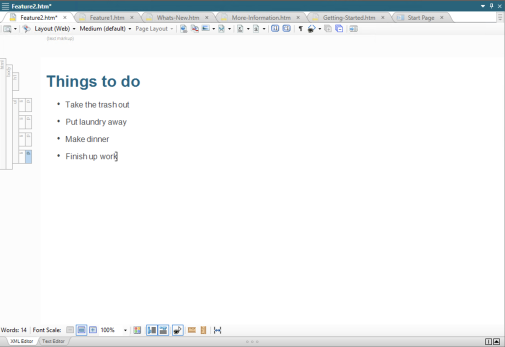 Feature2.htm*
Feature2.htm* Feature1.htm Whats-New.htm More-Information.htm Getting-Started.htm Start Page
Layout (Web) Medium (default) Page Layout
Things to do
• Take the trash out
• Put laundry away
• Make dinner
• Finish up work
Words: 14 Font Scale: 100%
XML Editor Text Editor